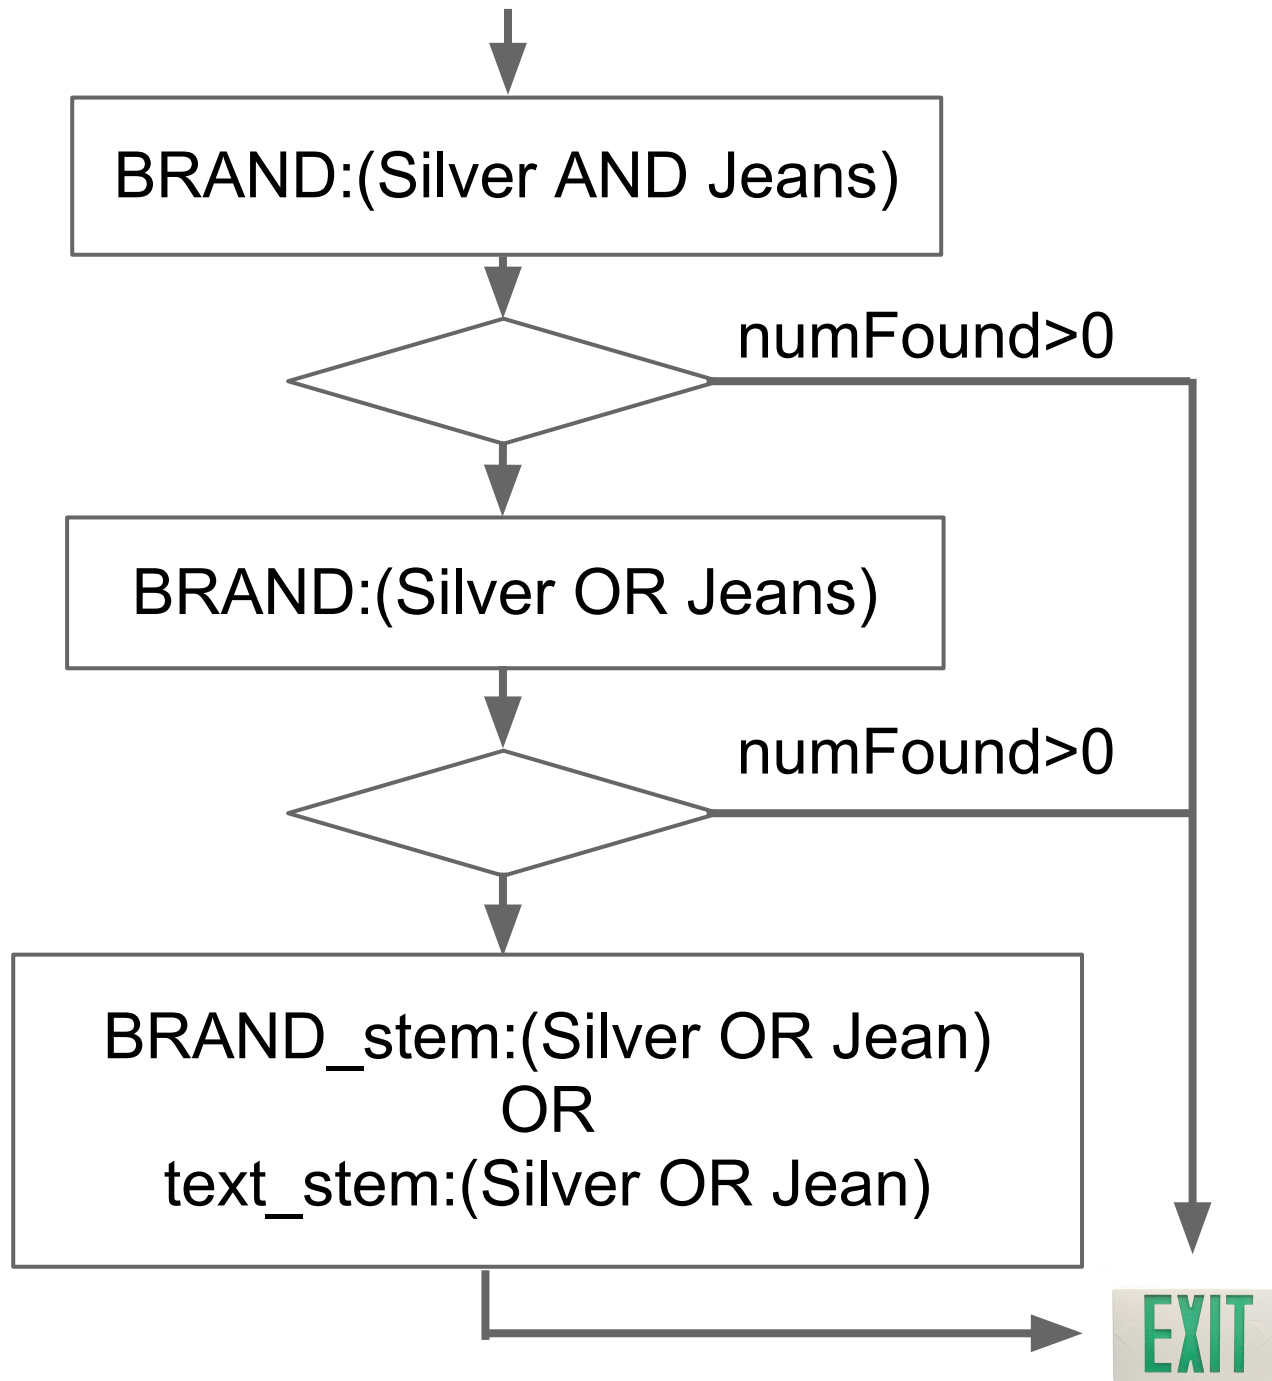 BRAND:(Silver AND Jeans)
numFound>0
BRAND:(Silver OR Jeans)
numFound>0
BRAND_stem:(Silver OR Jean)
OR
text_stem:(Silver OR Jean)
EXIT